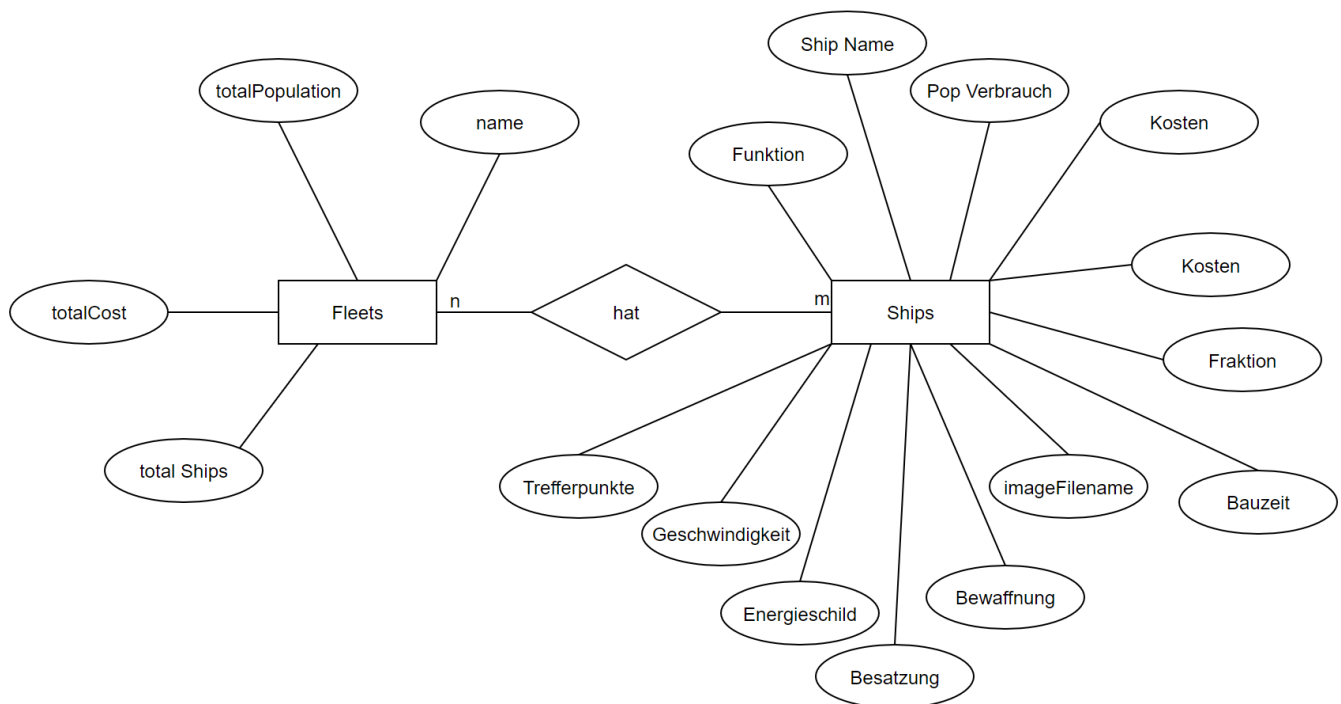 Ship Name
totalPopulation
Pop Verbrauch
name
Kosten
Funktion
Kosten
n
m
totalCost
Fleets
hat
Ships
Fraktion
total Ships
Trefferpunkte
imageFilename
Bauzeit
Geschwindigkeit
Bewaffnung
Energieschild
Besatzung